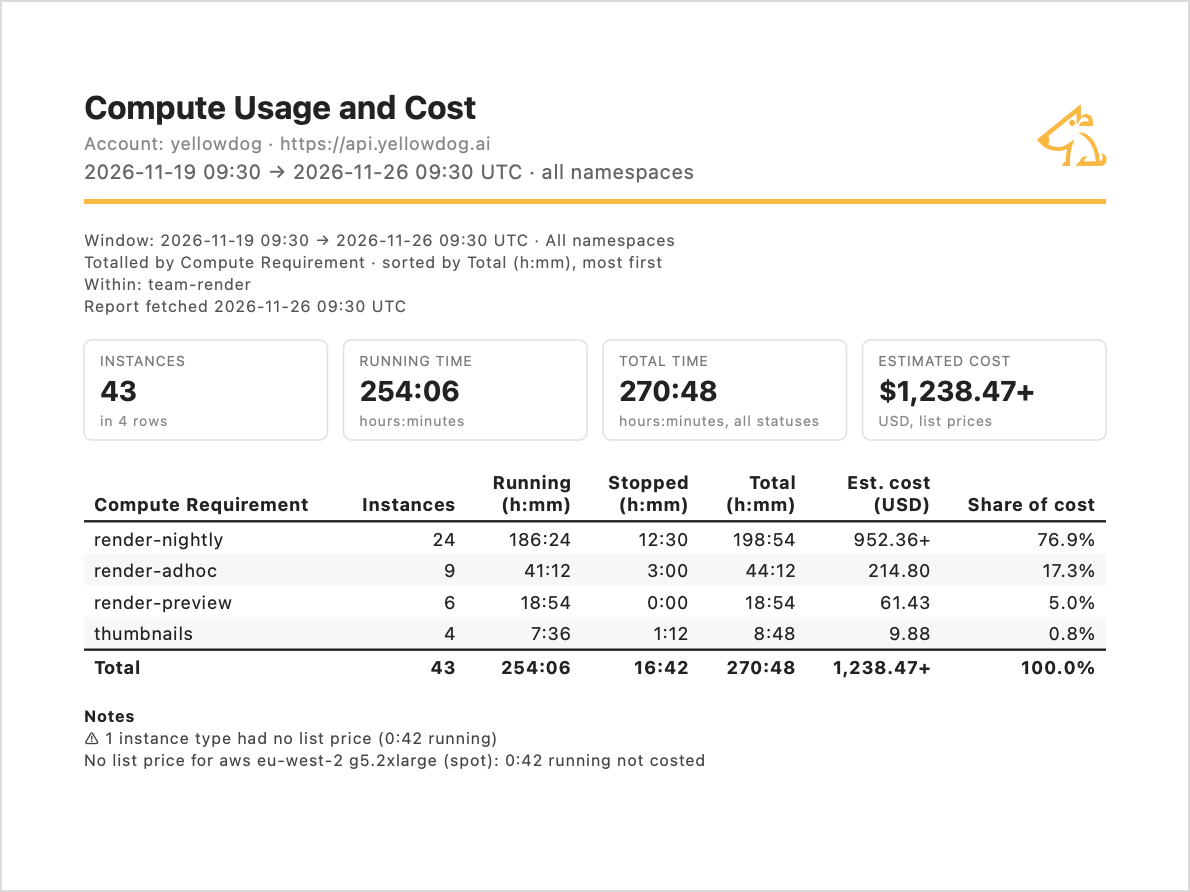 Compute Usage and Cost
Account: yellowdog · https://api.yellowdog.ai
2026-11-19 09:30 → 2026-11-26 09:30 UTC · all namespaces
Window: 2026-11-19 09:30 → 2026-11-26 09:30 UTC · All namespaces
Totalled by Compute Requirement · sorted by Total (h:mm), most first
Within: team-render
Report fetched 2026-11-26 09:30 UTC
INSTANCES RUNNING TIME TOTAL TIME ESTIMATED COST
43 254:06 270:48 $1,238.47+
in 4 rows hours:minutes hours:minutes, all statuses USD, list prices
Running Stopped Total Est. cost
Compute Requirement Instances (h:mm) (h:mm) (h:mm) (USD) Share of cost
render-nightly 24 186:24 12:30 198:54 952.36+ 76.9%
render-adhoc 9 41:12 3:00 44:12 214.80 17.3%
render-preview 6 18:54 0:00 18:54 61.43 5.0%
thumbnails 4 7:36 1:12 8:48 9.88 0.8%
Total 43 254:06 16:42 270:48 1,238.47+ 100.0%
Notes
⚠ 1 instance type had no list price (0:42 running)
No list price for aws eu-west-2 g5.2xlarge (spot): 0:42 running not costed